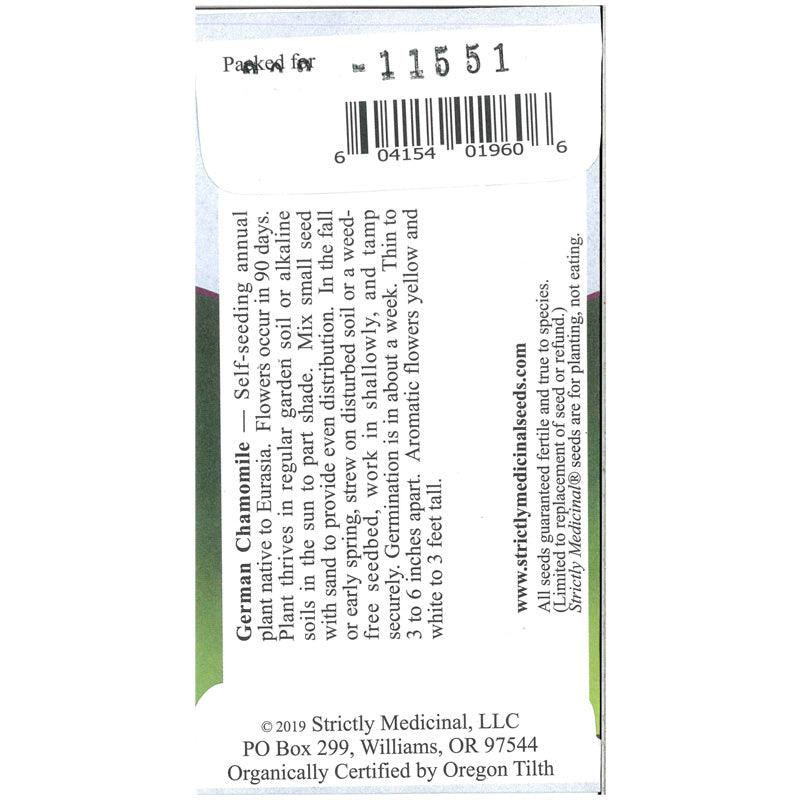 Packed for
-11551
6 04154 01960 6
German Chamomile — Self-seeding annual
plant native to Eurasia. Flowers occur in 90 days.
Plant thrives in regular garden soil or alkaline
soils in the sun to part shade. Mix small seed
with sand to provide even distribution. In the fall
or early spring, strew on disturbed soil or a weed-
free seedbed, work in shallowly, and tamp
securely. Germination is in about a week. Thin to
3 to 6 inches apart. Aromatic flowers yellow and
white to 3 feet tall.
www.strictlymedicinalseeds.com
All seeds guaranteed fertile and true to species.
(Limited to replacement of seed or refund.)
Strictly Medicinal® seeds are for planting, not eating.
© 2019 Strictly Medicinal, LLC
PO Box 299, Williams, OR 97544
Organically Certified by Oregon Tilth